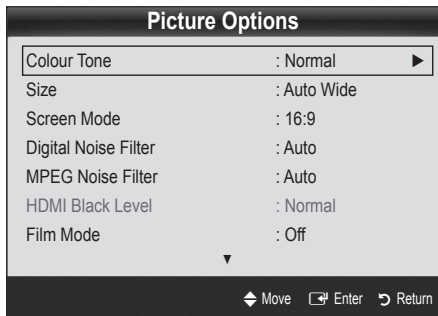 Picture Options
Colour Tone : Normal ▶
Size : Auto Wide
Screen Mode : 16:9
Digital Noise Filter : Auto
MPEG Noise Filter : Auto
HDMI Black Level : Normal
Film Mode : Off
▼
Move Enter Return